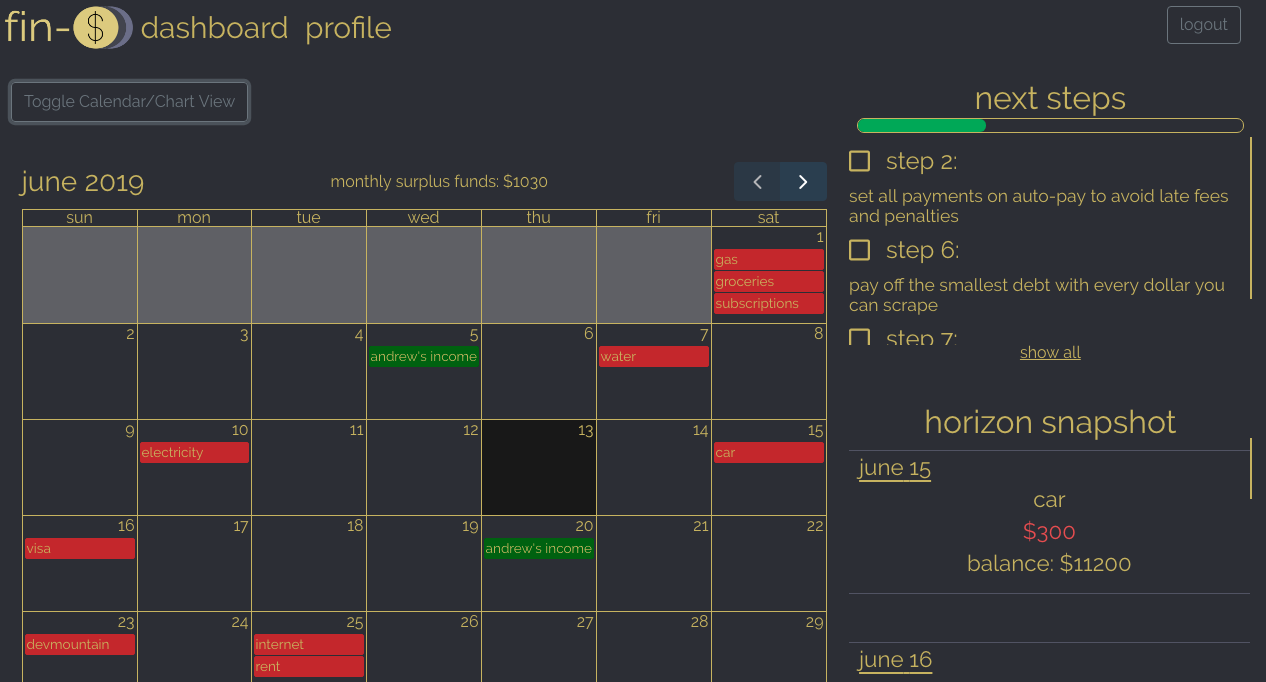 fin-$ dashboard profile
logout
Toggle Calendar/Chart View
june 2019
monthly surplus funds: $1030
sun mon tue wed thu fri sat
1
gas
groceries
subscriptions
2 3 4 5 6 7 8
andrew's income water
9 10 11 12 13 14 15
electricity car
16 17 18 19 20 21 22
visa andrew's income
23 24 25 26 27 28 29
devmountain internet
rent
next steps
step 2:
set all payments on auto-pay to avoid late fees
and penalties
step 6:
pay off the smallest debt with every dollar you
can scrape
step 7:
show all
horizon snapshot
june 15
car
$300
balance: $11200
june 16